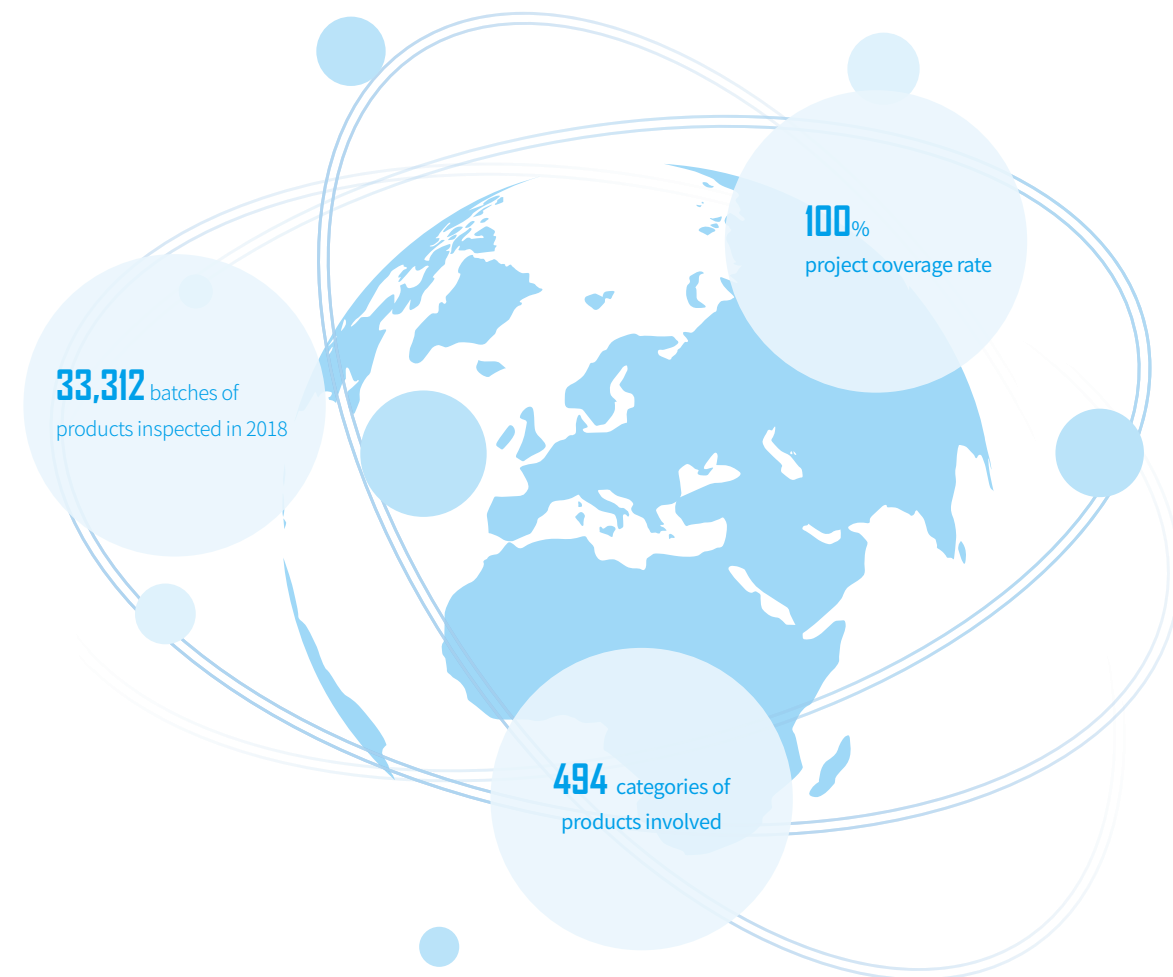 100%
project coverage rate
33,312 batches of
products inspected in 2018
494 categories of
products involved